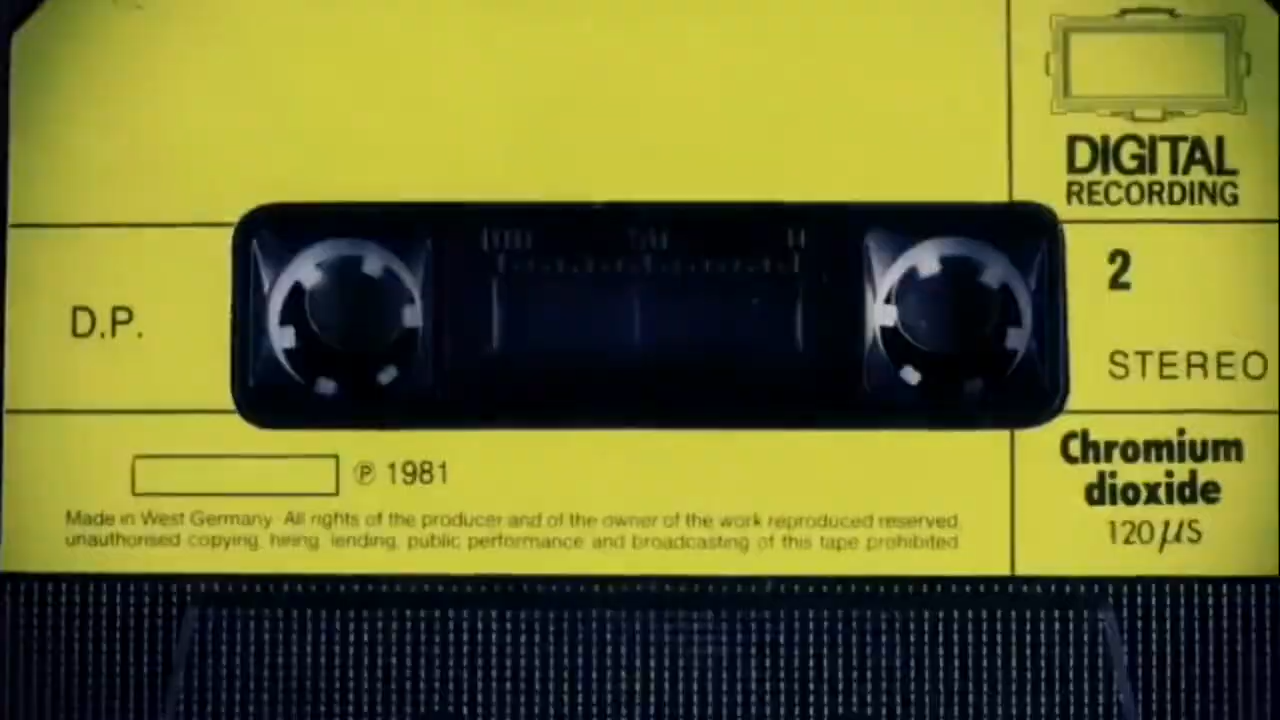 DIGITAL
RECORDING
2
D.P.
STEREO
℗ 1981
Chromium
dioxide
120 µS
Made in West Germany. All rights of the producer and of the owner of the work reproduced reserved,
unauthorised copying, hiring, lending, public performance and broadcasting of this tape prohibited